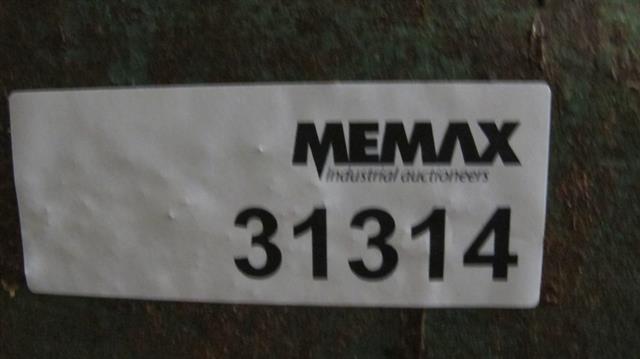 MEMAX
industrial auctioneers
31314